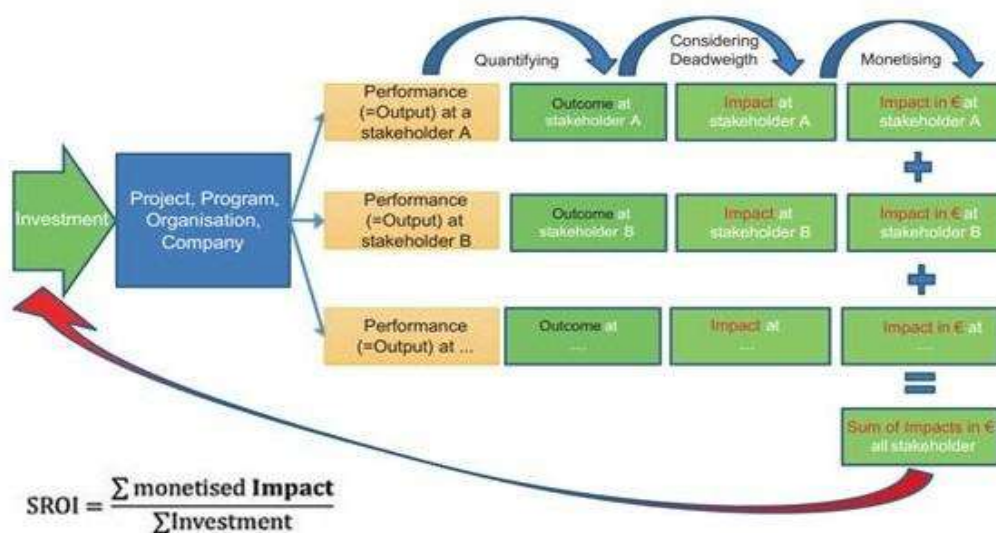 Quantifying
Considering
Deadweigth
Monetising
Performance
(=Output) at a
stakeholder A
Outcome at
stakeholder A
Impact at
stakeholder A
Impact in € at
stakeholder A
+
Investment
Project, Program,
Organisation,
Company
Performance
(=Output) at
stakeholder B
Outcome at
stakeholder B
Impact at
stakeholder B
Impact in € at
stakeholder B
+
Performance
(=Output) at ...
Outcome at
...
Impact at
...
Impact in € at
...
=
Sum of Impacts in €
all stakeholder
SROI = ∑ monetised Impact
∑Investment